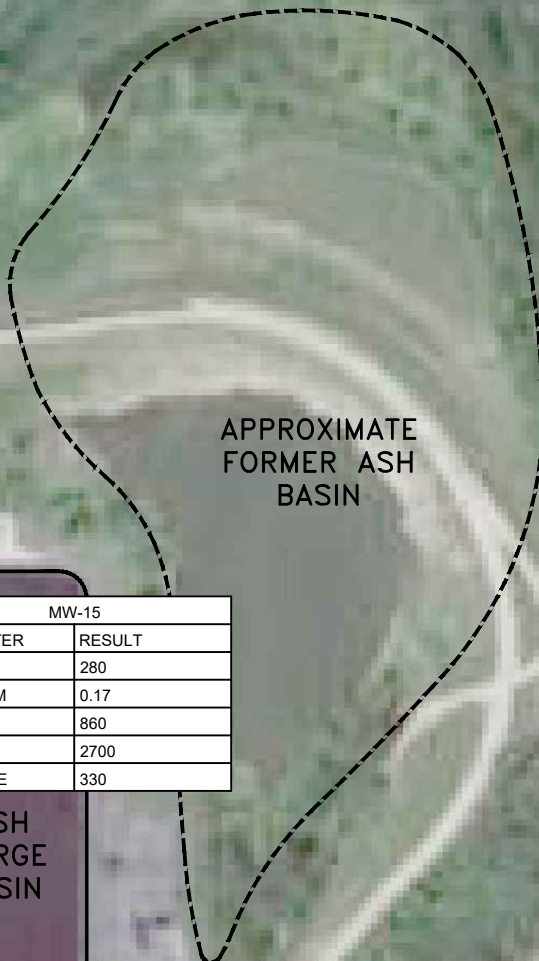 APPROXIMATE
FORMER ASH
BASIN
MW-15
TER RESULT
280
M 0.17
860
2700
E 330
SH
RGE
SIN